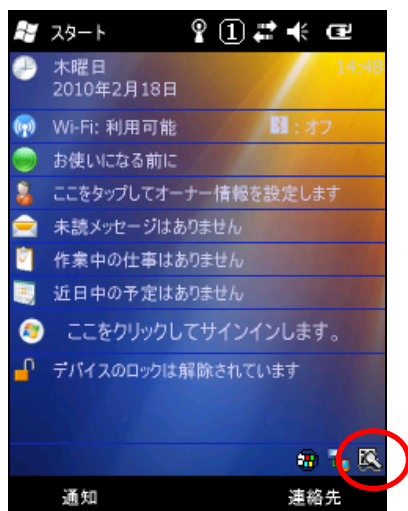 スタート
1
木曜日
14:48
2010年2月18日
Wi-Fi: 利用可能
: オフ
お使いになる前に
ここをタップしてオーナー情報を設定します
未読メッセージはありません
作業中の仕事はありません
近日中の予定はありません
ここをクリックしてサインインします。
デバイスのロックは解除されています
通知
連絡先